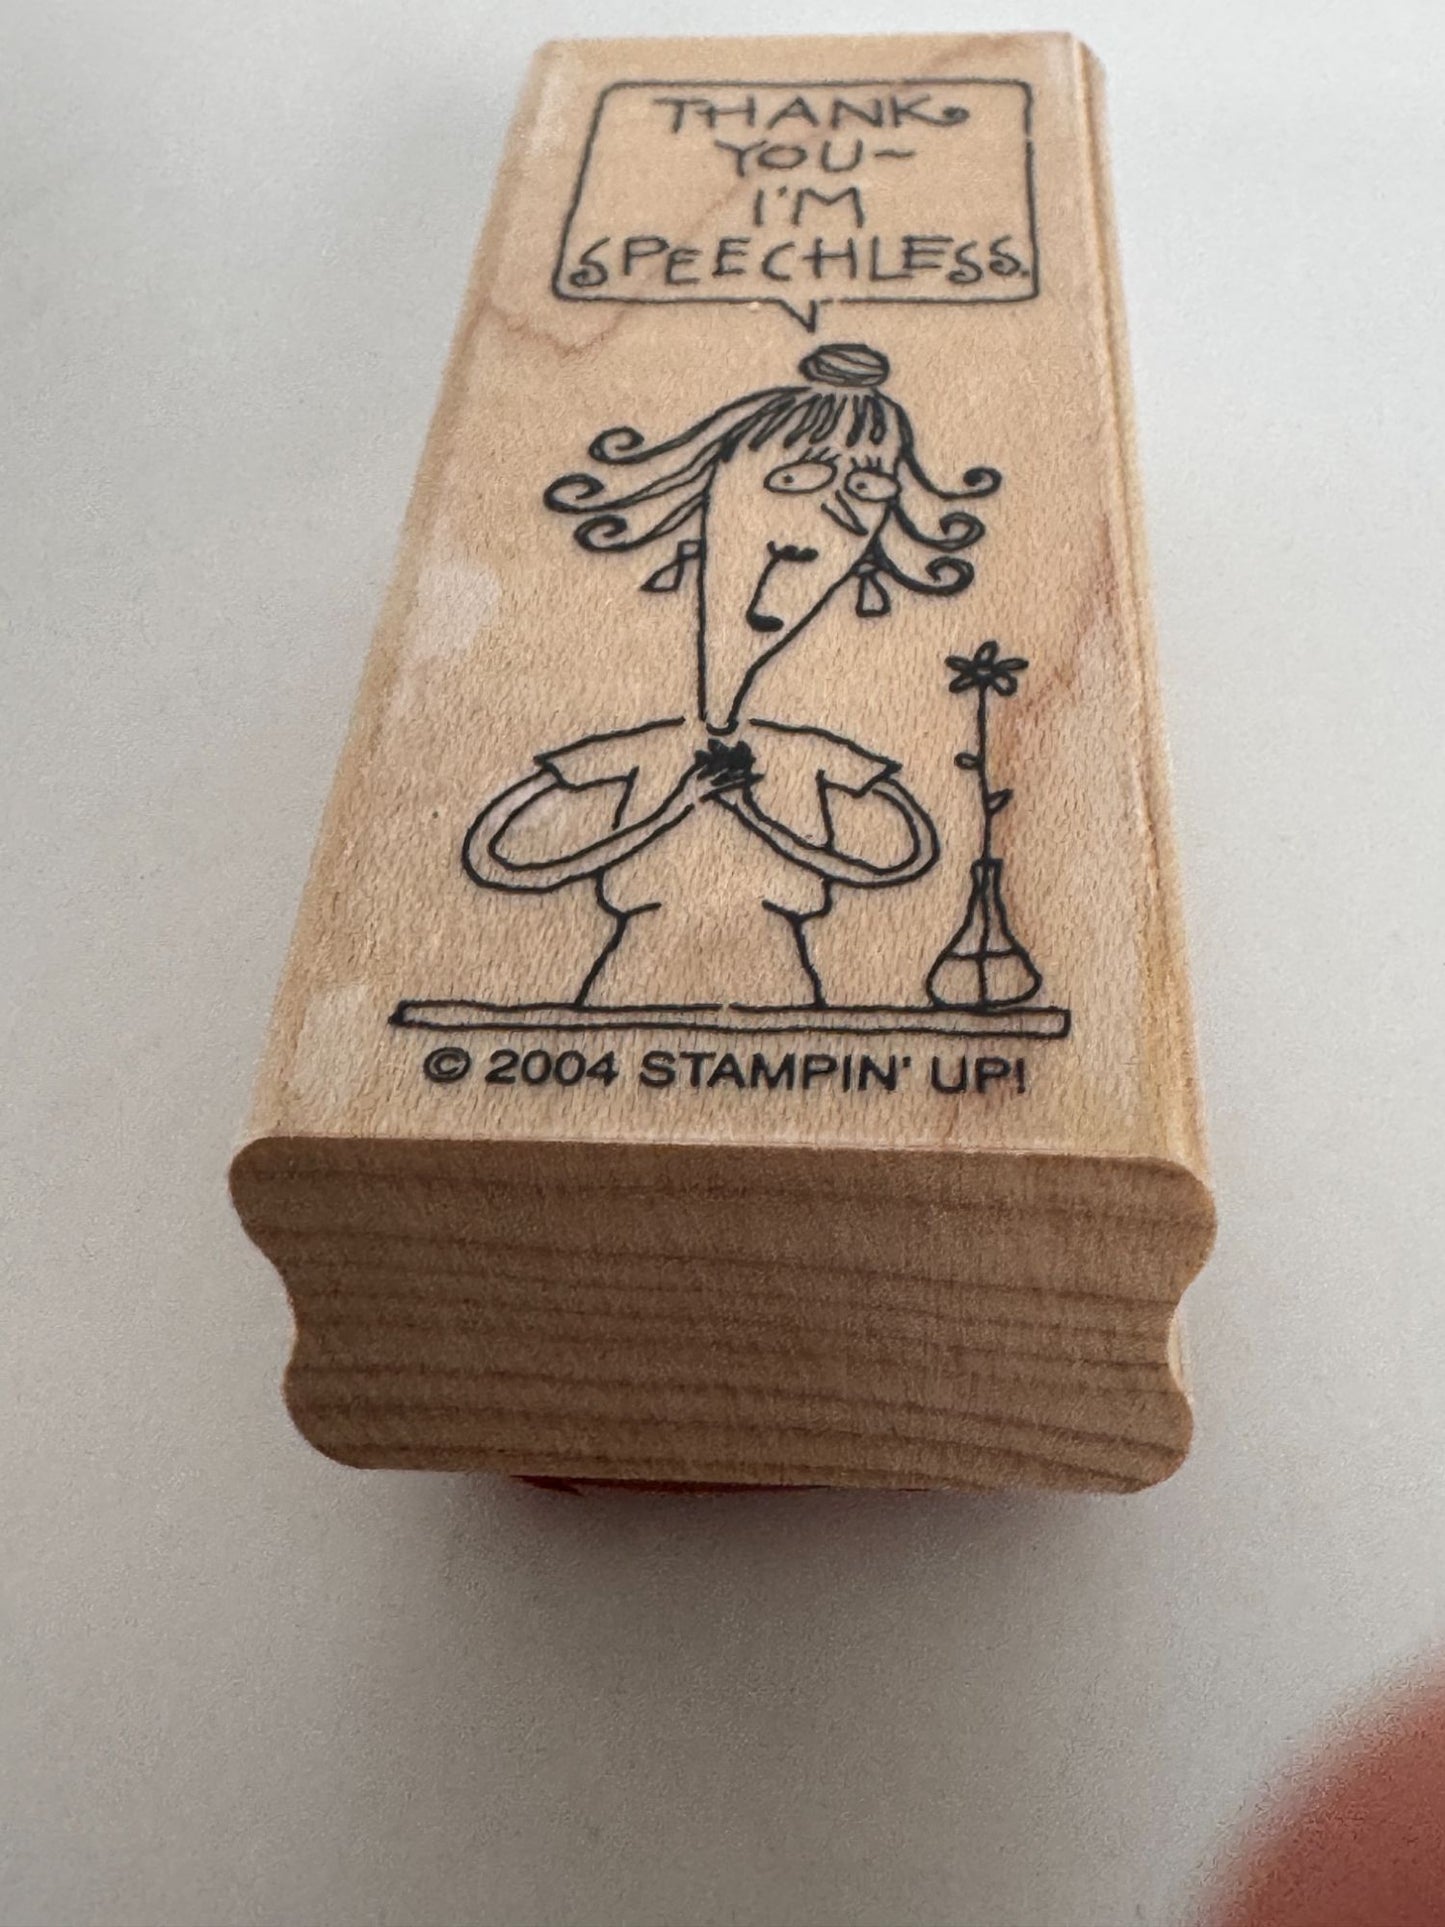 THANK
YOU~
I'M
SPEECHLESS.
© 2004 STAMPIN' UP!